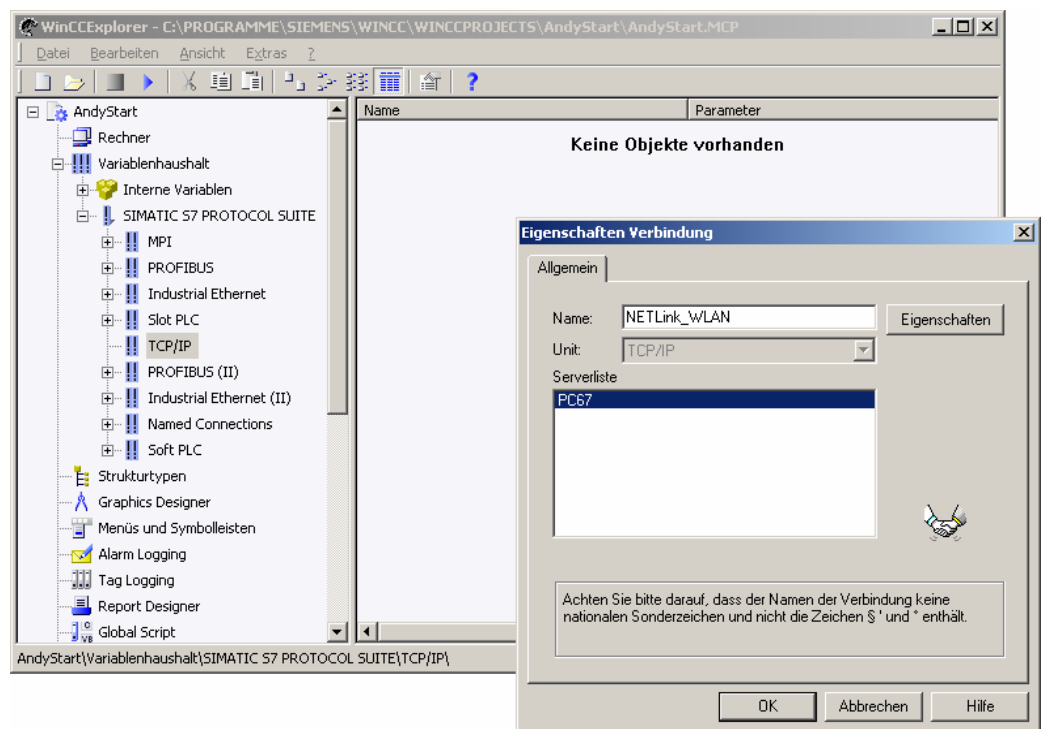 WinCCExplorer - C:\PROGRAMME\SIEMENS\WINCC\WINCCPROJECTS\AndyStart\AndyStart.MCP
Datei Bearbeiten Ansicht Extras ?
Name Parameter
Keine Objekte vorhanden
AndyStart
Rechner
Variablenhaushalt
Interne Variablen
SIMATIC S7 PROTOCOL SUITE
MPI
PROFIBUS
Industrial Ethernet
Slot PLC
TCP/IP
PROFIBUS (II)
Industrial Ethernet (II)
Named Connections
Soft PLC
Strukturtypen
Graphics Designer
Menüs und Symbolleisten
Alarm Logging
Tag Logging
Report Designer
Global Script
AndyStart\Variablenhaushalt\SIMATIC S7 PROTOCOL SUITE\TCP/IP\
Eigenschaften Verbindung
Allgemein
Name: NETLink_WLAN Eigenschaften
Unit: TCP/IP
Serverliste
PC67
Achten Sie bitte darauf, dass der Namen der Verbindung keine
nationalen Sonderzeichen und nicht die Zeichen § ' und " enthält.
OK Abbrechen Hilfe